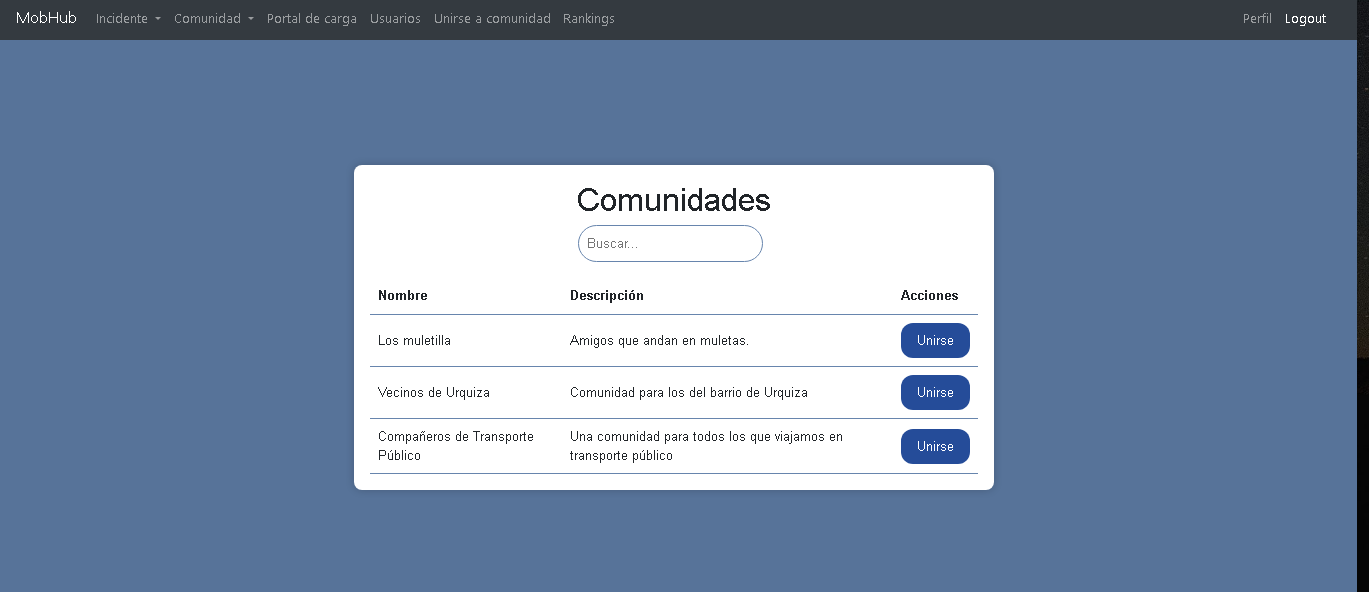 MobHub Incidente Comunidad Portal de carga Usuarios Unirse a comunidad Rankings Perfil Logout
Comunidades
Buscar...
Nombre Descripción Acciones
Los muletilla Amigos que andan en muletas. Unirse
Vecinos de Urquiza Comunidad para los del barrio de Urquiza Unirse
Compañeros de Transporte Una comunidad para todos los que viajamos en Unirse
Público transporte público